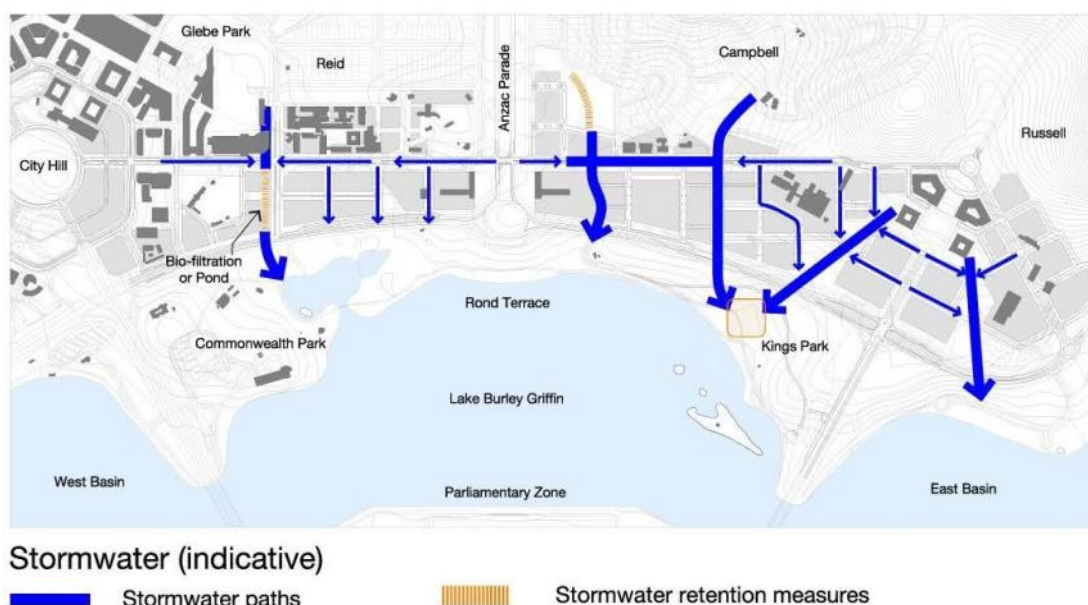 Glebe Park
Reid
Anzac Parade
Campbell
Russell
City Hill
Bio-filtration
or Pond
Rond Terrace
Commonwealth Park
Kings Park
Lake Burley Griffin
West Basin
Parliamentary Zone
East Basin
Stormwater (indicative)
Stormwater paths
Stormwater retention measures